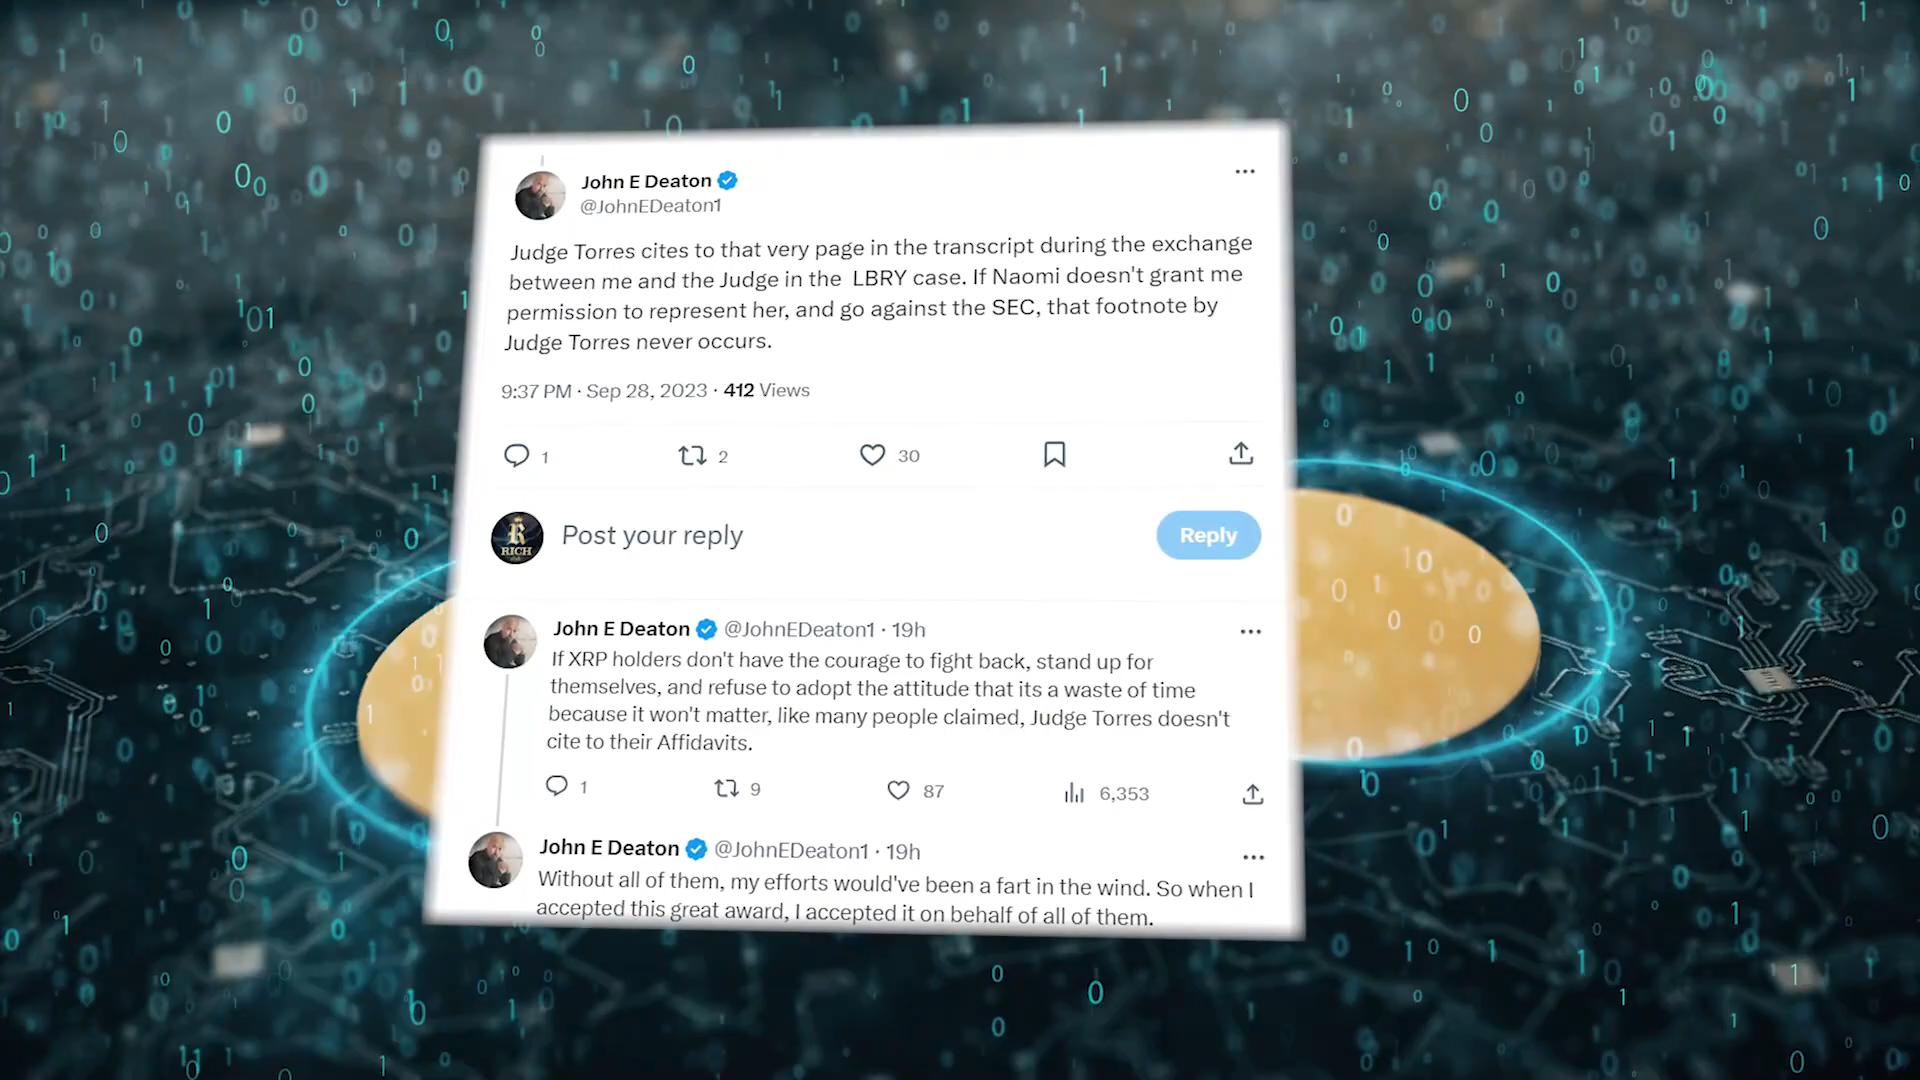 John E Deaton
@JohnEDeaton1
Judge Torres cites to that very page in the transcript during the exchange
between me and the Judge in the LBRY case. If Naomi doesn't grant me
permission to represent her, and go against the SEC, that footnote by
Judge Torres never occurs.
9:37 PM · Sep 28, 2023 · 412 Views
1 2 30
RICH
Post your reply
Reply
John E Deaton @JohnEDeaton1 · 19h
If XRP holders don't have the courage to fight back, stand up for
themselves, and refuse to adopt the attitude that its a waste of time
because it won't matter, like many people claimed, Judge Torres doesn't
cite to their Affidavits.
1 9 87 6,353
John E Deaton @JohnEDeaton1 · 19h
Without all of them, my efforts would've been a fart in the wind. So when I
accepted this great award, I accepted it on behalf of all of them.